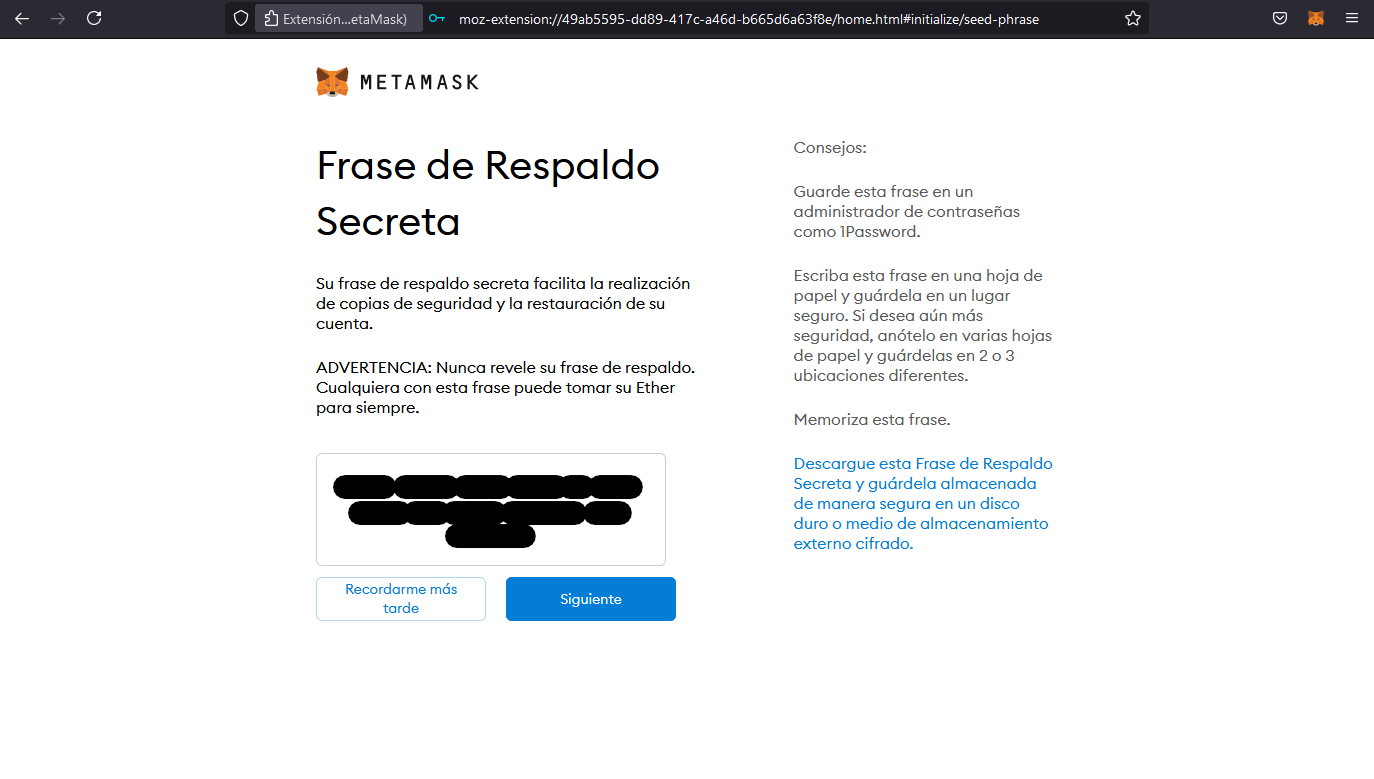 Extensión...etaMask)
moz-extension://49ab5595-dd89-417c-a46d-b665d6a63f8e/home.html#initialize/seed-phrase
METAMASK
Frase de Respaldo
Secreta
Su frase de respaldo secreta facilita la realización
de copias de seguridad y la restauración de su
cuenta.
ADVERTENCIA: Nunca revele su frase de respaldo.
Cualquiera con esta frase puede tomar su Ether
para siempre.
Recordarme más
tarde
Siguiente
Consejos:
Guarde esta frase en un
administrador de contraseñas
como 1Password.
Escriba esta frase en una hoja de
papel y guárdela en un lugar
seguro. Si desea aún más
seguridad, anótelo en varias hojas
de papel y guárdelas en 2 o 3
ubicaciones diferentes.
Memoriza esta frase.
Descargue esta Frase de Respaldo
Secreta y guárdela almacenada
de manera segura en un disco
duro o medio de almacenamiento
externo cifrado.